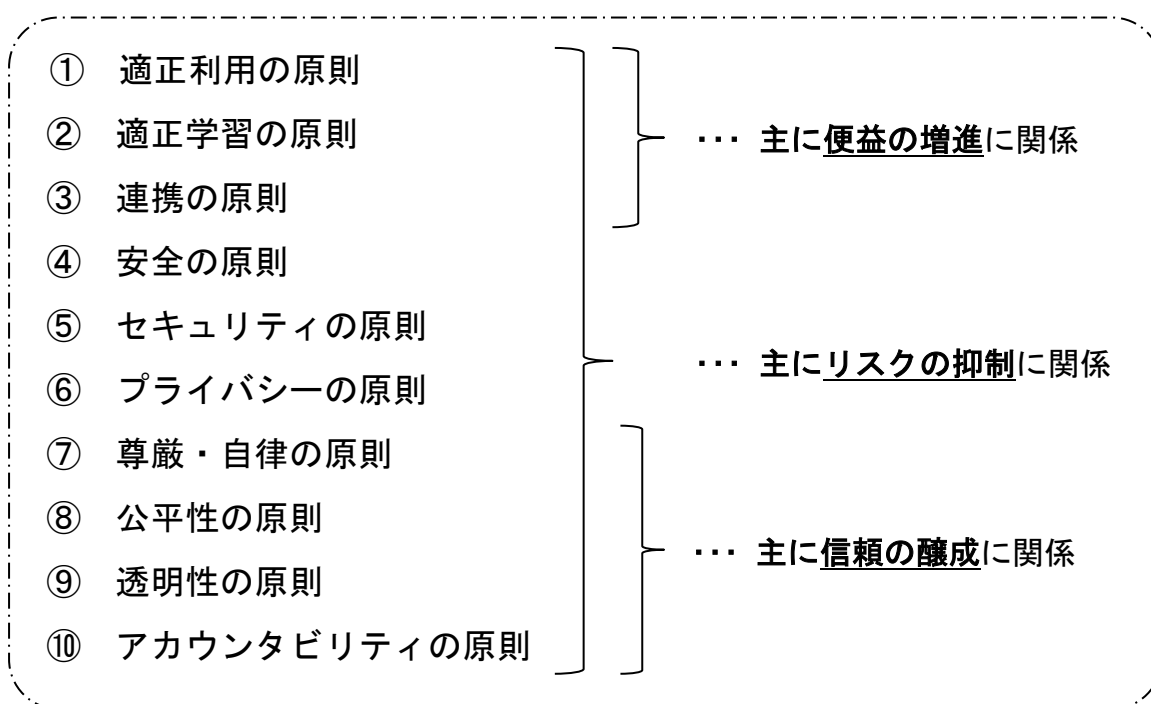 ① 適正利用の原則
② 適正学習の原則
･･･ 主に便益の増進に関係
③ 連携の原則
④ 安全の原則
⑤ セキュリティの原則
･･･ 主にリスクの抑制に関係
⑥ プライバシーの原則
⑦ 尊厳・自律の原則
⑧ 公平性の原則
･･･ 主に信頼の醸成に関係
⑨ 透明性の原則
⑩ アカウンタビリティの原則